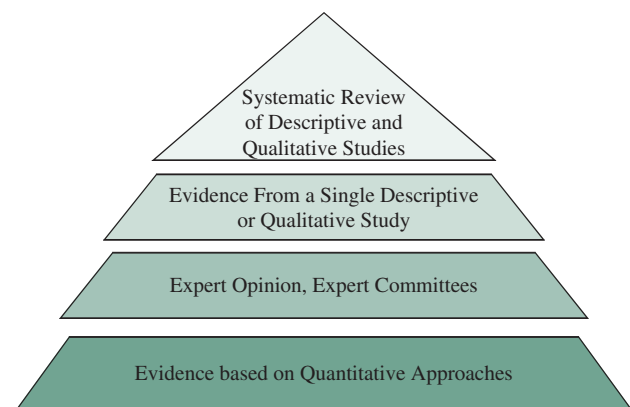 Systematic Review
of Descriptive and
Qualitative Studies
Evidence From a Single Descriptive
or Qualitative Study
Expert Opinion, Expert Committees
Evidence based on Quantitative Approaches